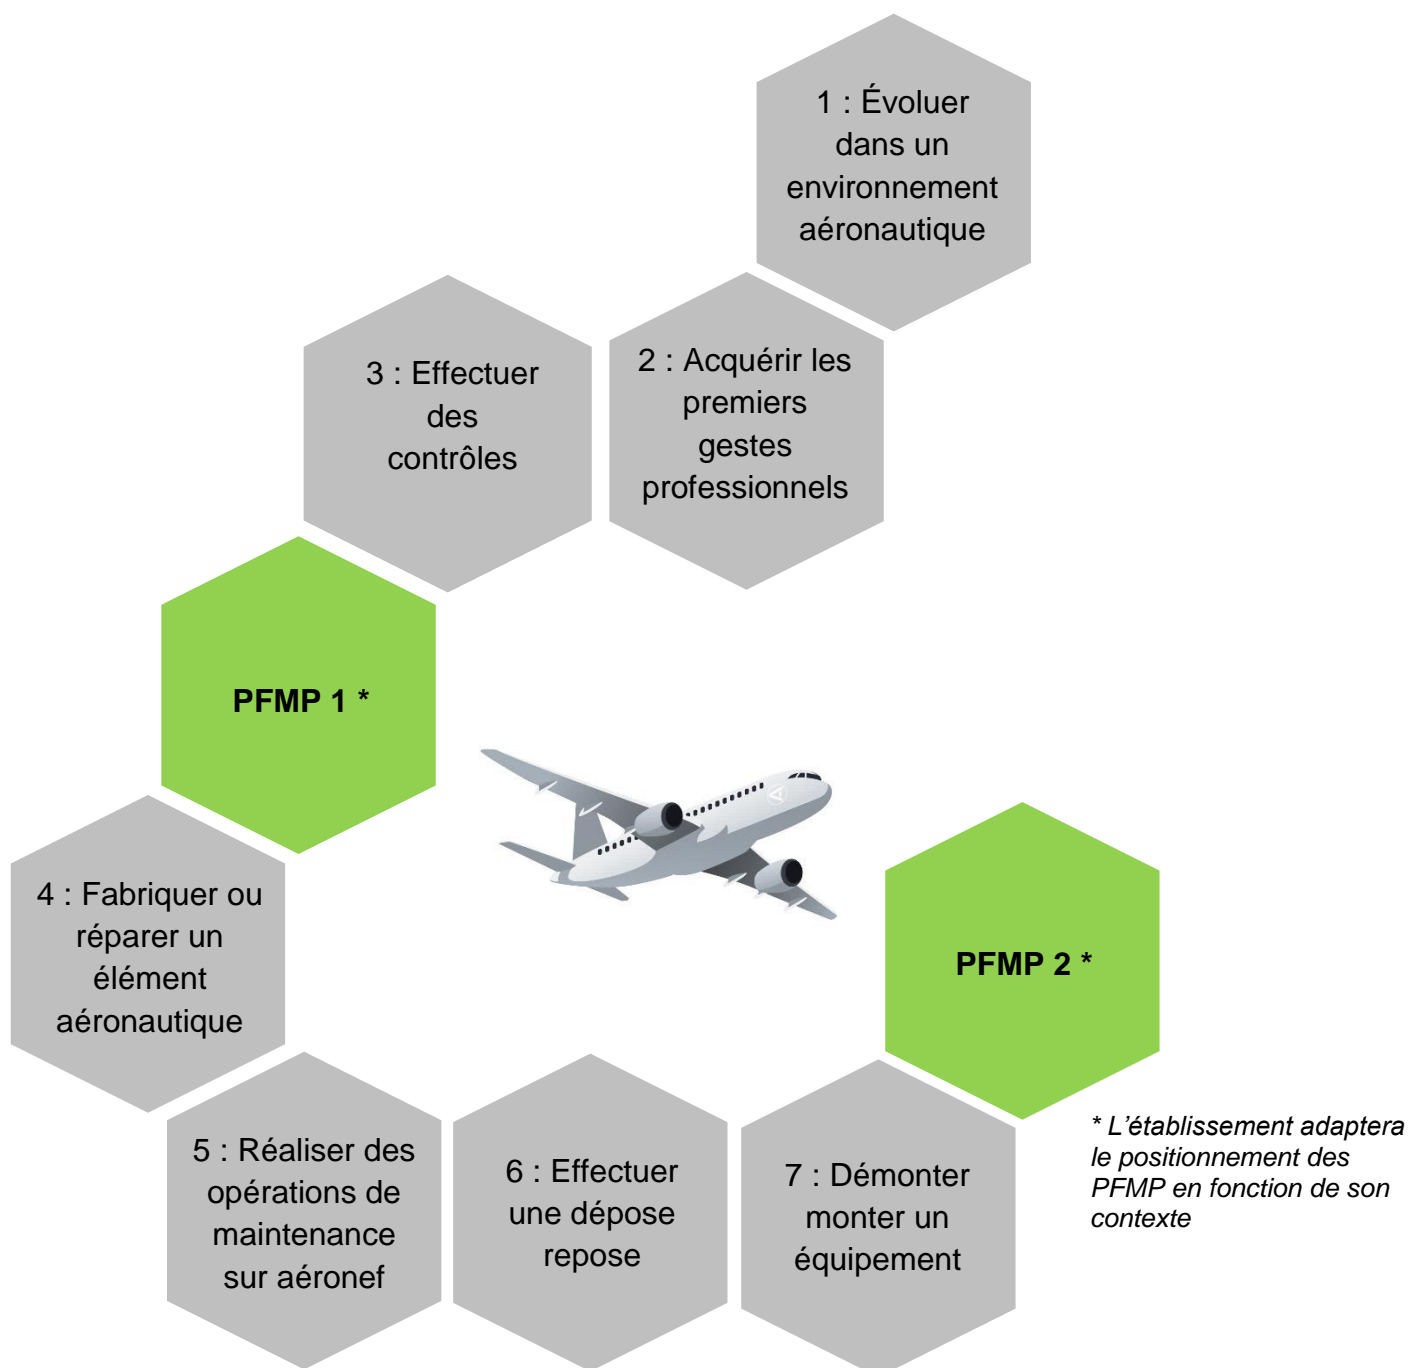 1 : Évoluer
dans un
environnement
aéronautique
2 : Acquérir les
premiers
gestes
professionnels
3 : Effectuer
des
contrôles
PFMP 1 *
4 : Fabriquer ou
réparer un
élément
aéronautique
5 : Réaliser des
opérations de
maintenance
sur aéronef
6 : Effectuer
une dépose
repose
7 : Démonter
monter un
équipement
PFMP 2 *
* L’établissement adaptera
le positionnement des
PFMP en fonction de son
contexte